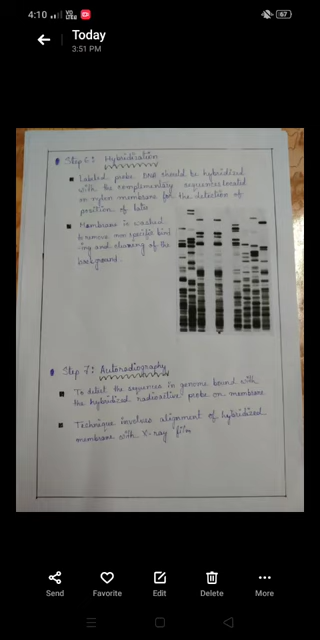 4:10
VO
LTE
67
Today
3:51 PM
Step 6: Hybridization
Labeled probe DNA should be hybridized
with the complementary sequences located
on nylon membrane for the detection of
position of
Membrane is washed
to remove non specific bind
-ing and of the
background.
Step 7: Autoradiography
To detect the sequences in genome bound with
the hybridized radioactive probe on membrane
Technique involves alignment of hybridized
membrane with X-ray film
Send
Favorite
Edit
Delete
More